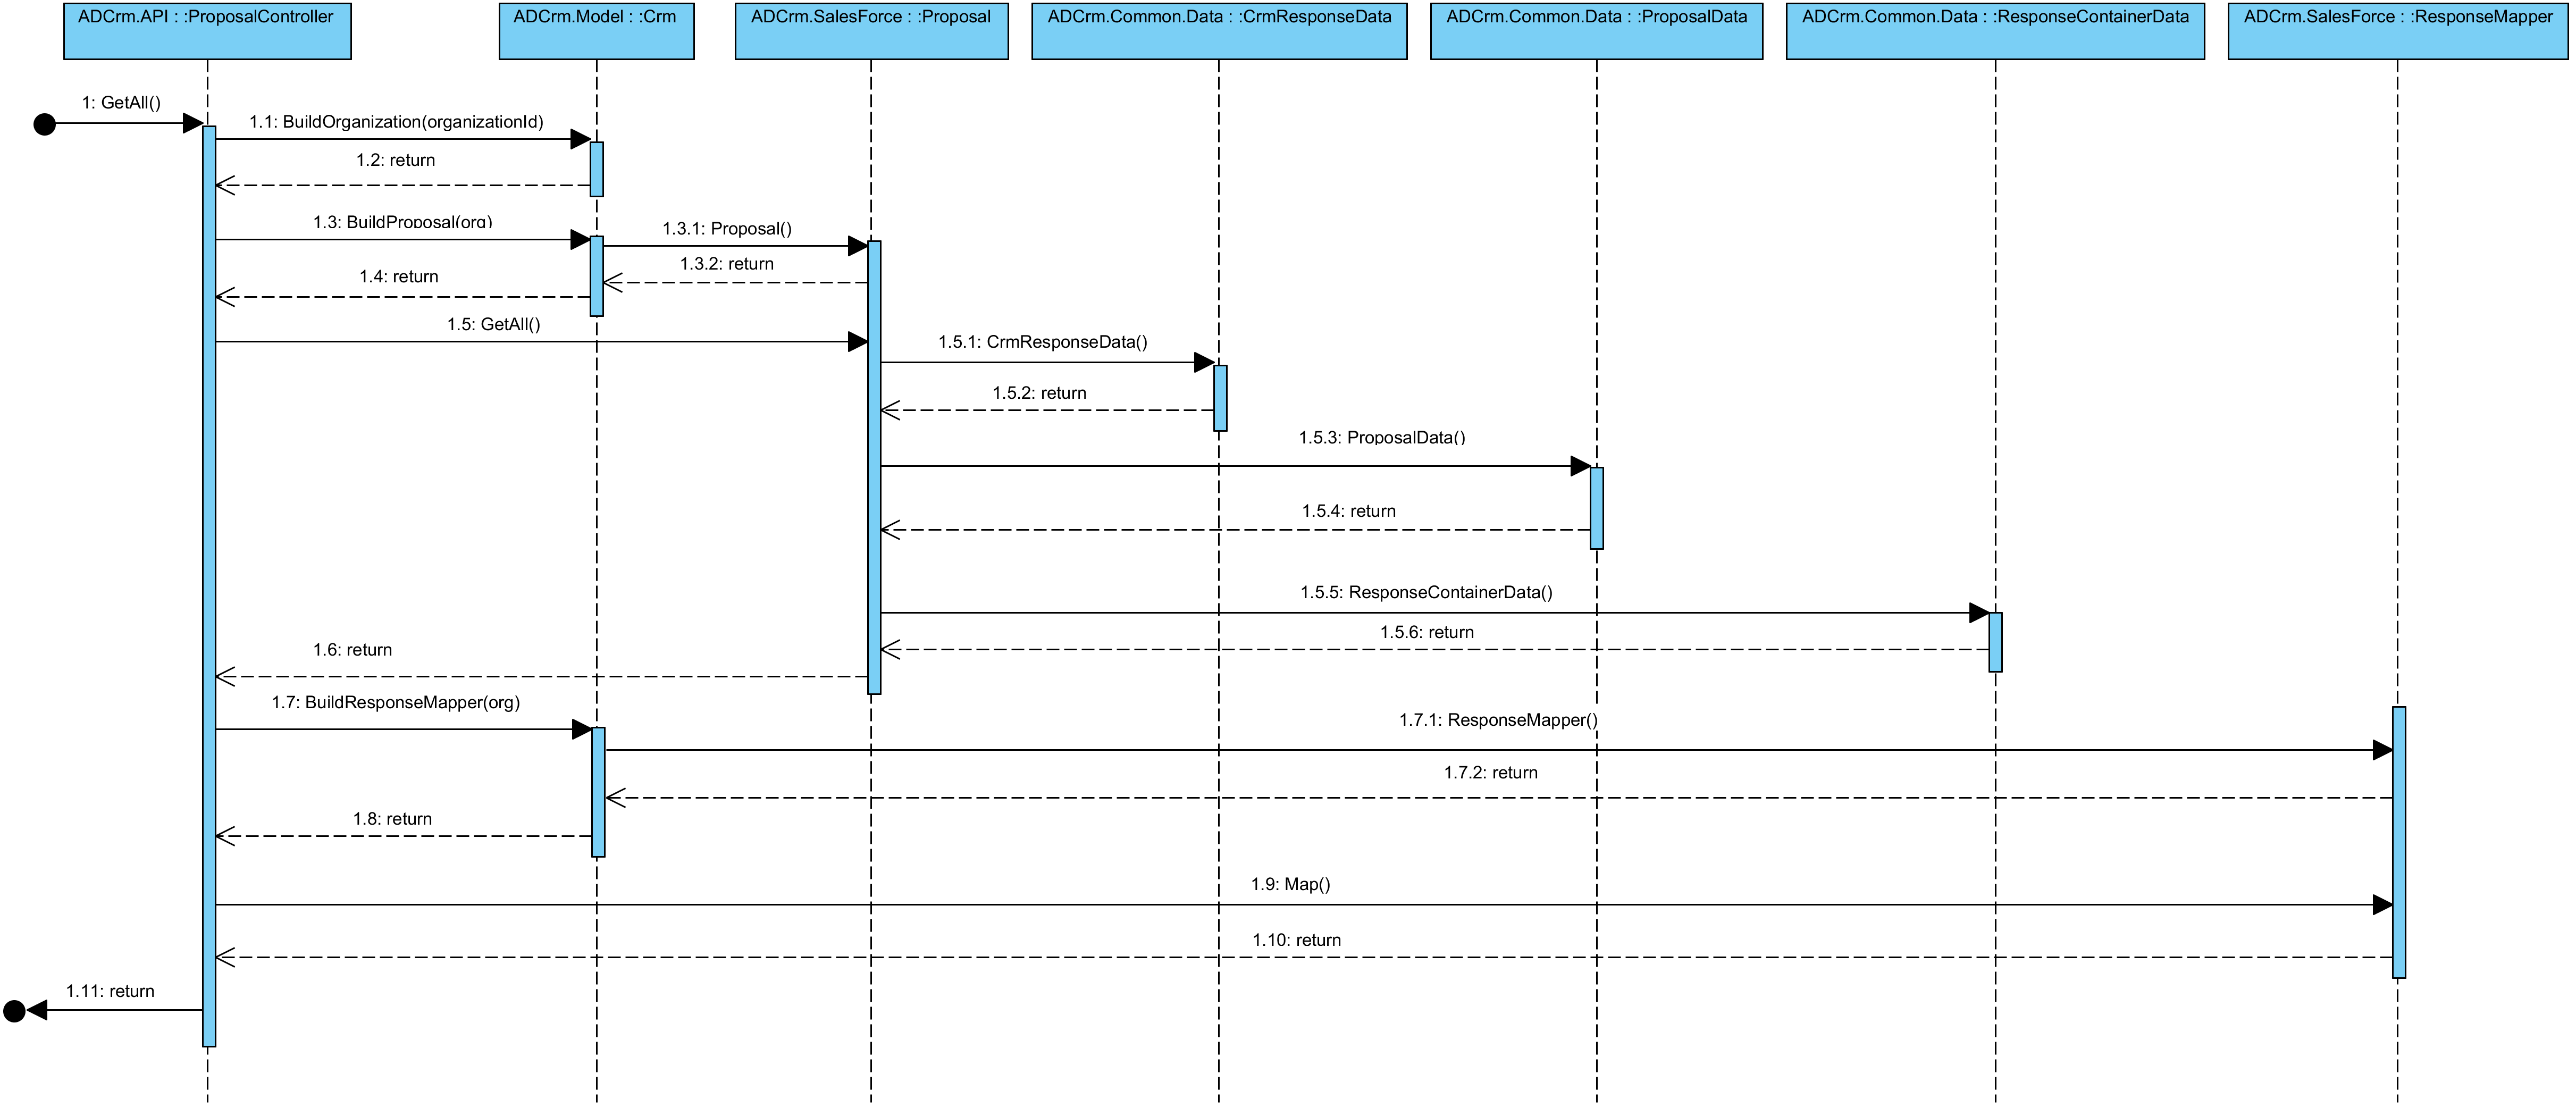 ADCrm.API : :ProposalController
ADCrm.Model : :Crm
ADCrm.SalesForce : :Proposal
ADCrm.Common.Data : :CrmResponseData
ADCrm.Common.Data : :ProposalData
ADCrm.Common.Data : :ResponseContainerData
ADCrm.SalesForce : :ResponseMapper
1: GetAll()
1.1: BuildOrganization(organizationId)
1.2: return
1.3: BuildProposal(org)
1.3.1: Proposal()
1.3.2: return
1.4: return
1.5: GetAll()
1.5.1: CrmResponseData()
1.5.2: return
1.5.3: ProposalData()
1.5.4: return
1.5.5: ResponseContainerData()
1.5.6: return
1.6: return
1.7: BuildResponseMapper(org)
1.7.1: ResponseMapper()
1.7.2: return
1.8: return
1.9: Map()
1.10: return
1.11: return